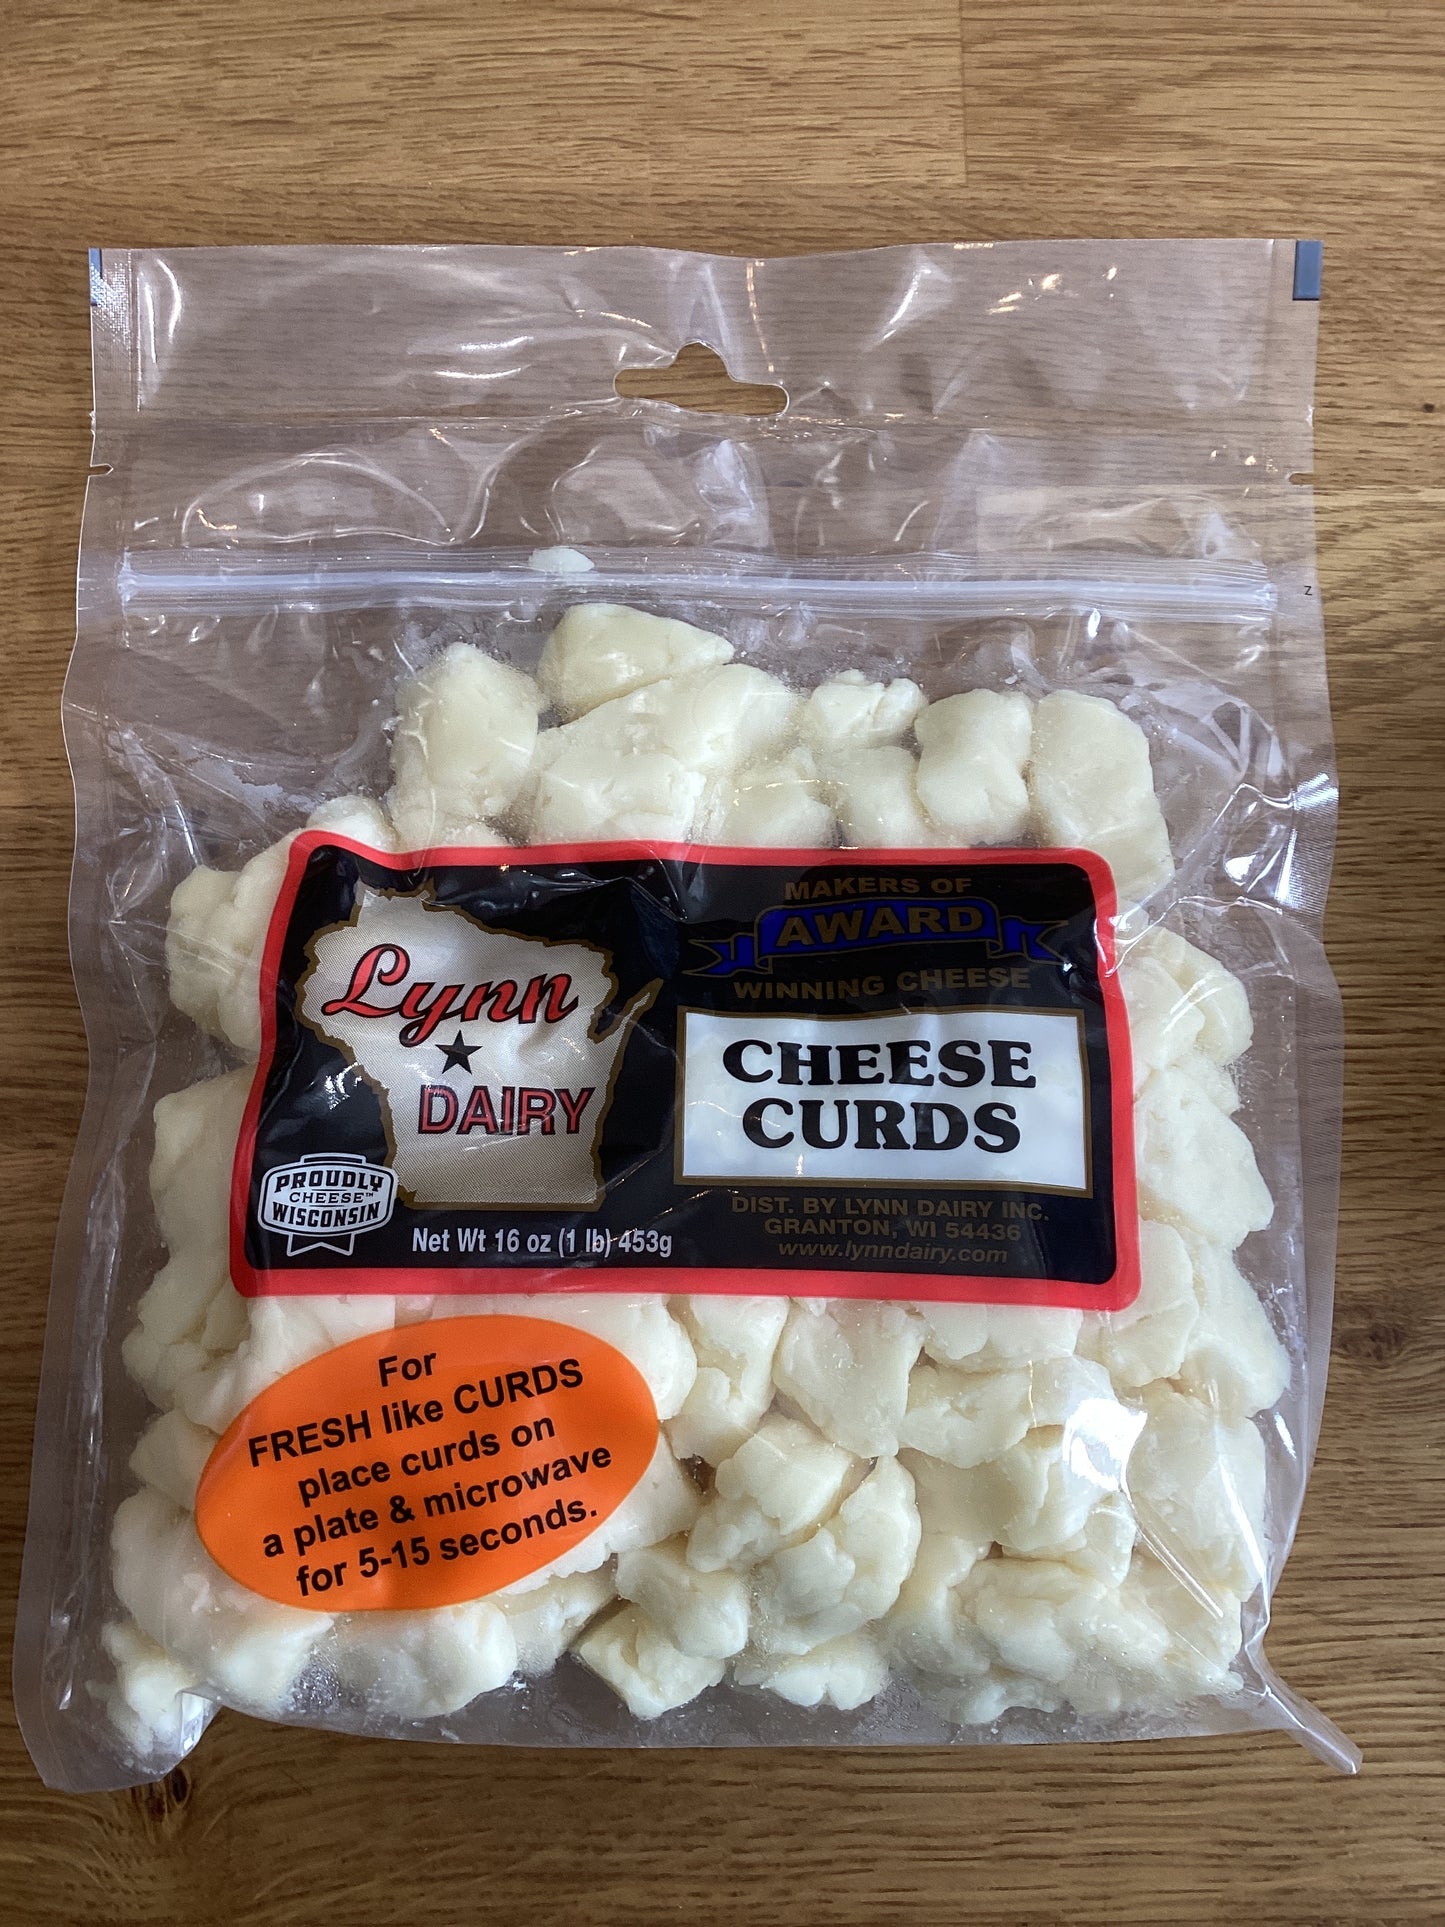 Z
MAKERS OF
AWARD
WINNING CHEESE
Lynn
DAIRY
CHEESE
CURDS
PROUDLY
CHEESE™
WISCONSIN
Net Wt 16 oz (1 lb) 453g
DIST. BY LYNN DAIRY INC.
GRANTON, WI 54436
www.lynndairy.com
For
FRESH like CURDS
place curds on
a plate & microwave
for 5-15 seconds.